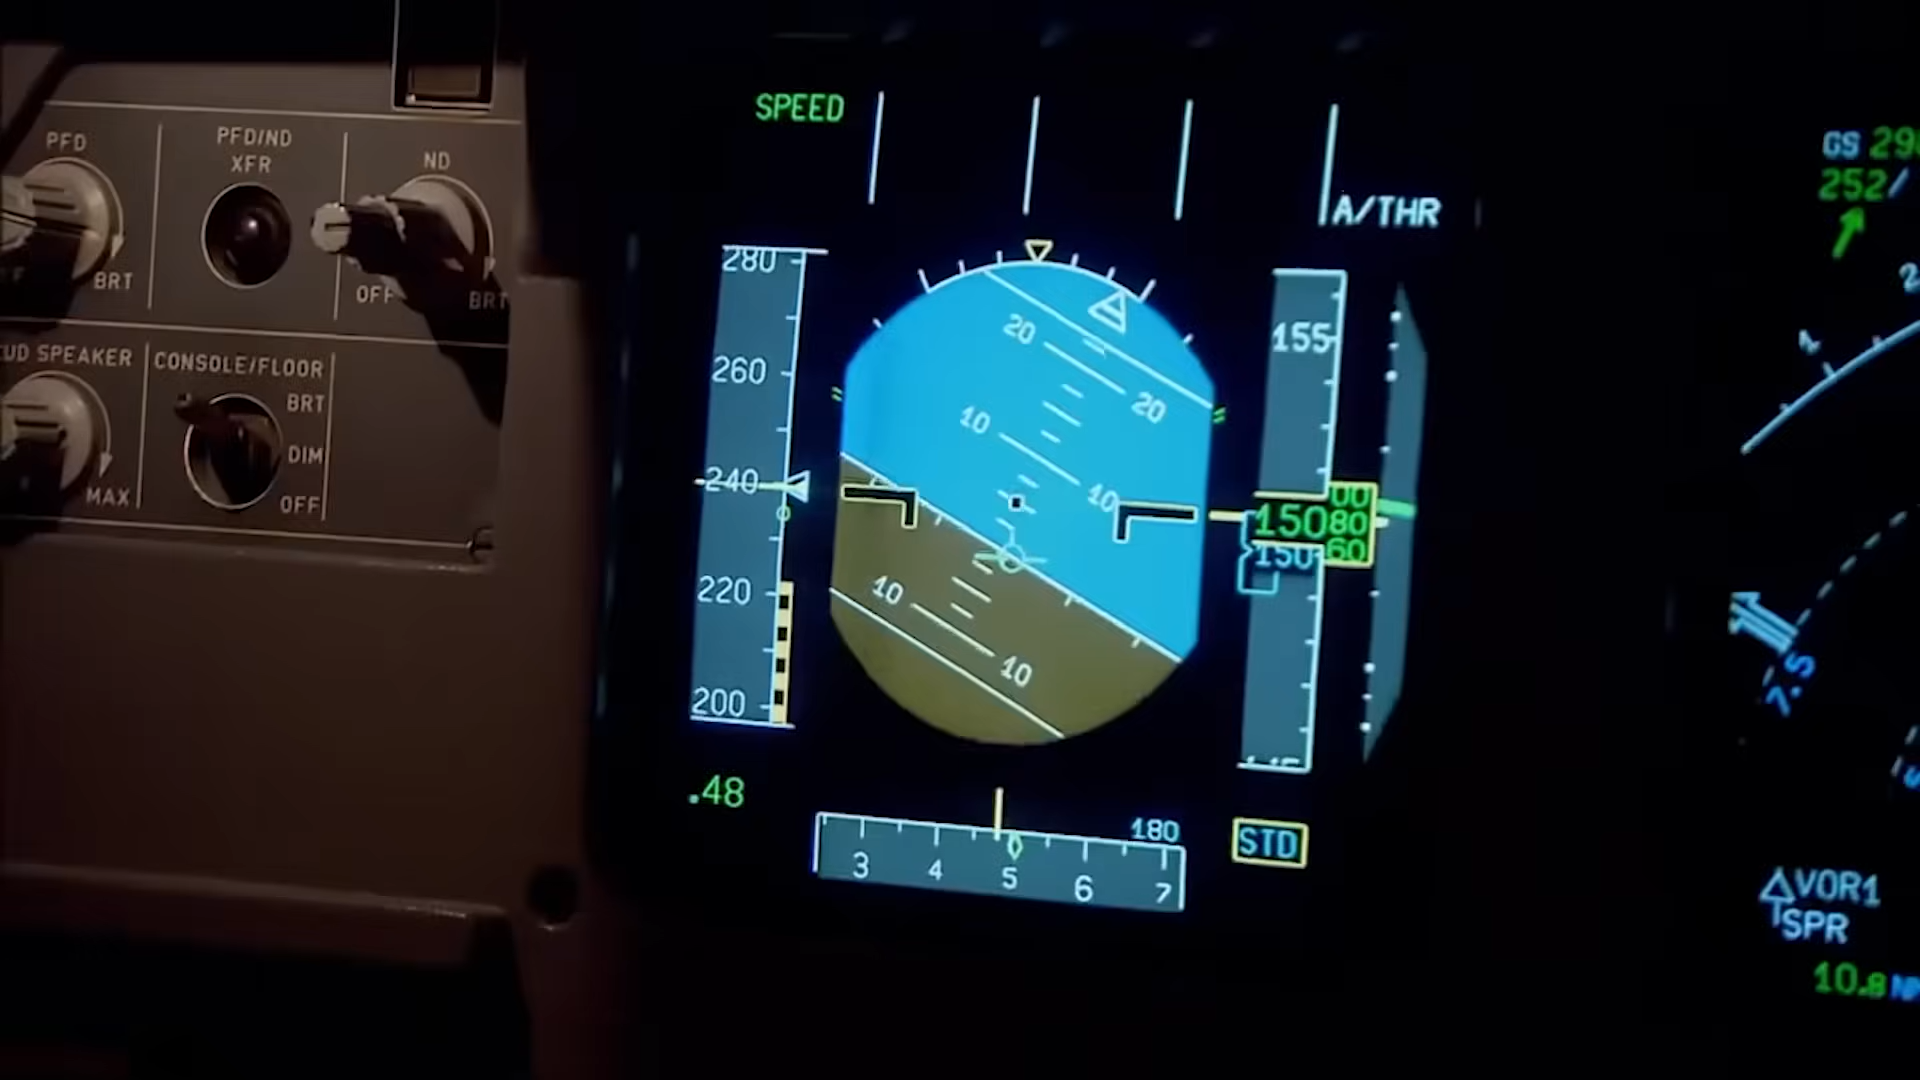 PFD
PFD/ND
XFR
ND
BRT
OFF
BRT
SPEAKER
CONSOLE/FLOOR
BRT
DIM
OFF
MAX
SPEED
A/THR
280
260
240
220
200
20
20
10
10
10
10
155
150
00
80
60
150
.48
180
3 4 5 6 7
STD
GS
252/
7.5
VOR1
SPR
10.8